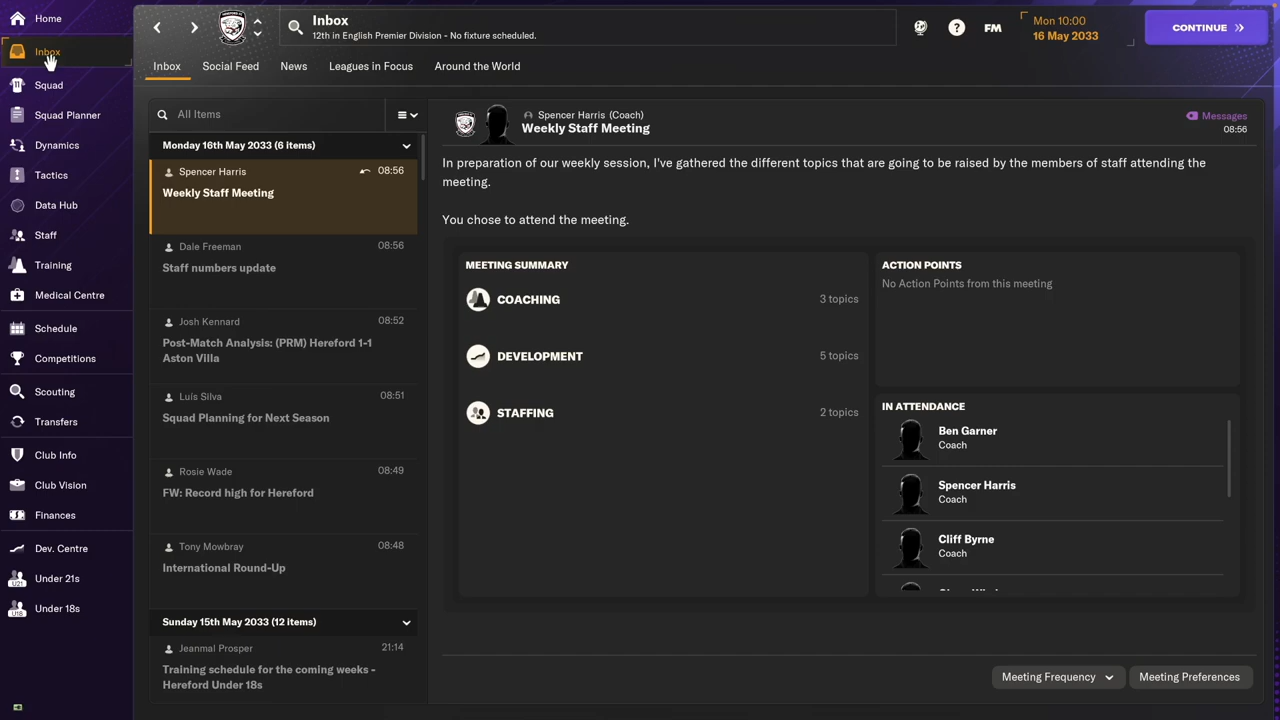 Home
Inbox
Squad
Squad Planner
Dynamics
Tactics
Data Hub
Staff
Training
Medical Centre
Schedule
Competitions
Scouting
Transfers
Club Info
Club Vision
Finances
Dev. Centre
U21
Under 21s
U18
Under 18s
Inbox
12th in English Premier Division - No fixture scheduled.
FM
Mon 10:00
16 May 2033
CONTINUE
Inbox
Social Feed
News
Leagues in Focus
Around the World
All Items
Monday 16th May 2033 (6 items)
Spencer Harris
08:56
Weekly Staff Meeting
Dale Freeman
08:56
Staff numbers update
Josh Kennard
08:52
Post-Match Analysis: (PRM) Hereford 1-1
Aston Villa
Luís Silva
08:51
Squad Planning for Next Season
Rosie Wade
08:49
FW: Record high for Hereford
Tony Mowbray
08:48
International Round-Up
Sunday 15th May 2033 (12 items)
Jeanmal Prosper
21:14
Training schedule for the coming weeks -
Hereford Under 18s
Spencer Harris (Coach)
Weekly Staff Meeting
Messages
08:56
In preparation of our weekly session, I've gathered the different topics that are going to be raised by the members of staff attending the
meeting.
You chose to attend the meeting.
MEETING SUMMARY
COACHING
3 topics
DEVELOPMENT
5 topics
STAFFING
2 topics
ACTION POINTS
No Action Points from this meeting
IN ATTENDANCE
Ben Garner
Coach
Spencer Harris
Coach
Cliff Byrne
Coach
Meeting Frequency
Meeting Preferences